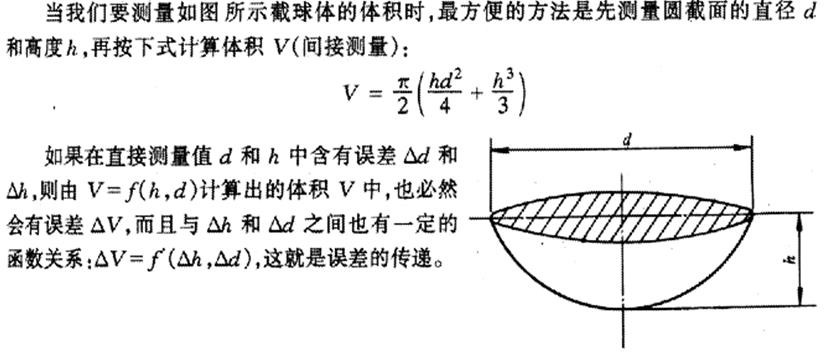 当我们要测量如图所示截球体的体积时,最方便的方法是先测量圆截面的直径 d
和高度h,再按下式计算体积 V(间接测量):
V = π/2 (hd²/4 + h³/3)
如果在直接测量值 d 和 h 中含有误差 Δd 和
Δh,则由 V=f(h,d)计算出的体积 V 中,也必然
会有误差 ΔV,而且与 Δh 和 Δd 之间也有一定的
函数关系:ΔV=f(Δh,Δd),这就是误差的传递。
d
h